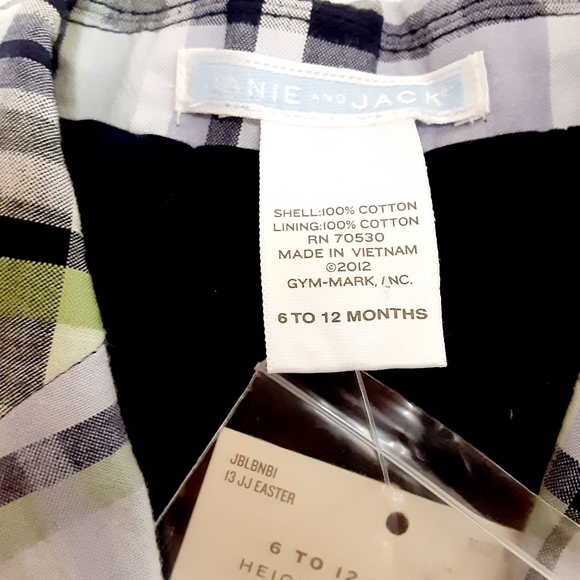 JANIE AND JACK
SHELL:100% COTTON
LINING:100% COTTON
RN 70530
MADE IN VIETNAM
©2012
GYM-MARK, INC.
6 TO 12 MONTHS
JBLBNBI
13 JJ EASTER
6 TO 12